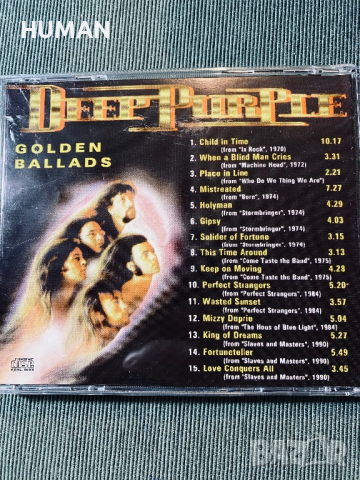 HUMAN
DEEP PURPLE
GOLDEN
BALLADS
1. Child in Time 10.17
(from "In Rock", 1970)
2. When a Blind Man Cries 3.31
(from "Machine Head", 1972)
3. Place in Line 2.21
(from "Who Do We Thing We Are")
4. Mistreated 7.27
(from "Burn", 1974)
5. Holyman 4.29
(from "Stormbringer", 1974)
6. Gipsy 4.03
(from "Stormbringer", 1974)
7. Solider of Fortune 3.15
(from "Stormbringer", 1974)
8. This Time Around 3.13
(from "Come Taste the Band", 1975)
9. Keep on Moving 4.28
(from "Come Taste the Band", 1975)
10. Perfect Strangers 5.20
(from "Perfect Strangers", 1984)
11. Wasted Sunset 3.57
(from "Perfect Strangers", 1984)
12. Mizzy Duprie 5.04
(from "The Hous of Blen Light", 1984)
13. King of Dreams 5.27
(from "Slaves and Masters", 1990)
14. Fortuneteller 5.49
(from "Slaves and Masters", 1990)
15. Love Conquers All 3.45
(from "Slaves and Masters", 1990)
bazar